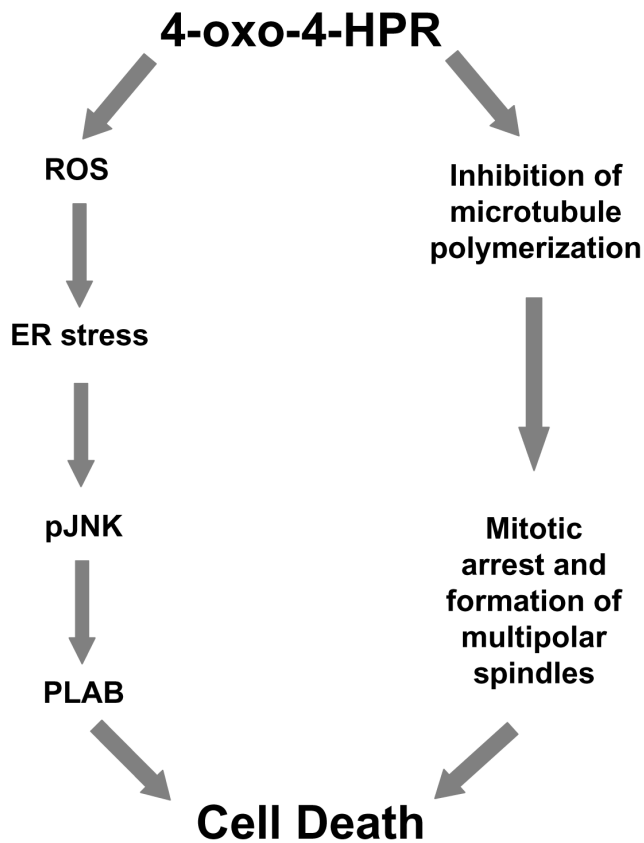 4-oxo-4-HPR
ROS
ER stress
pJNK
PLAB
Inhibition of
microtubule
polymerization
Mitotic
arrest and
formation of
multipolar
spindles
Cell Death